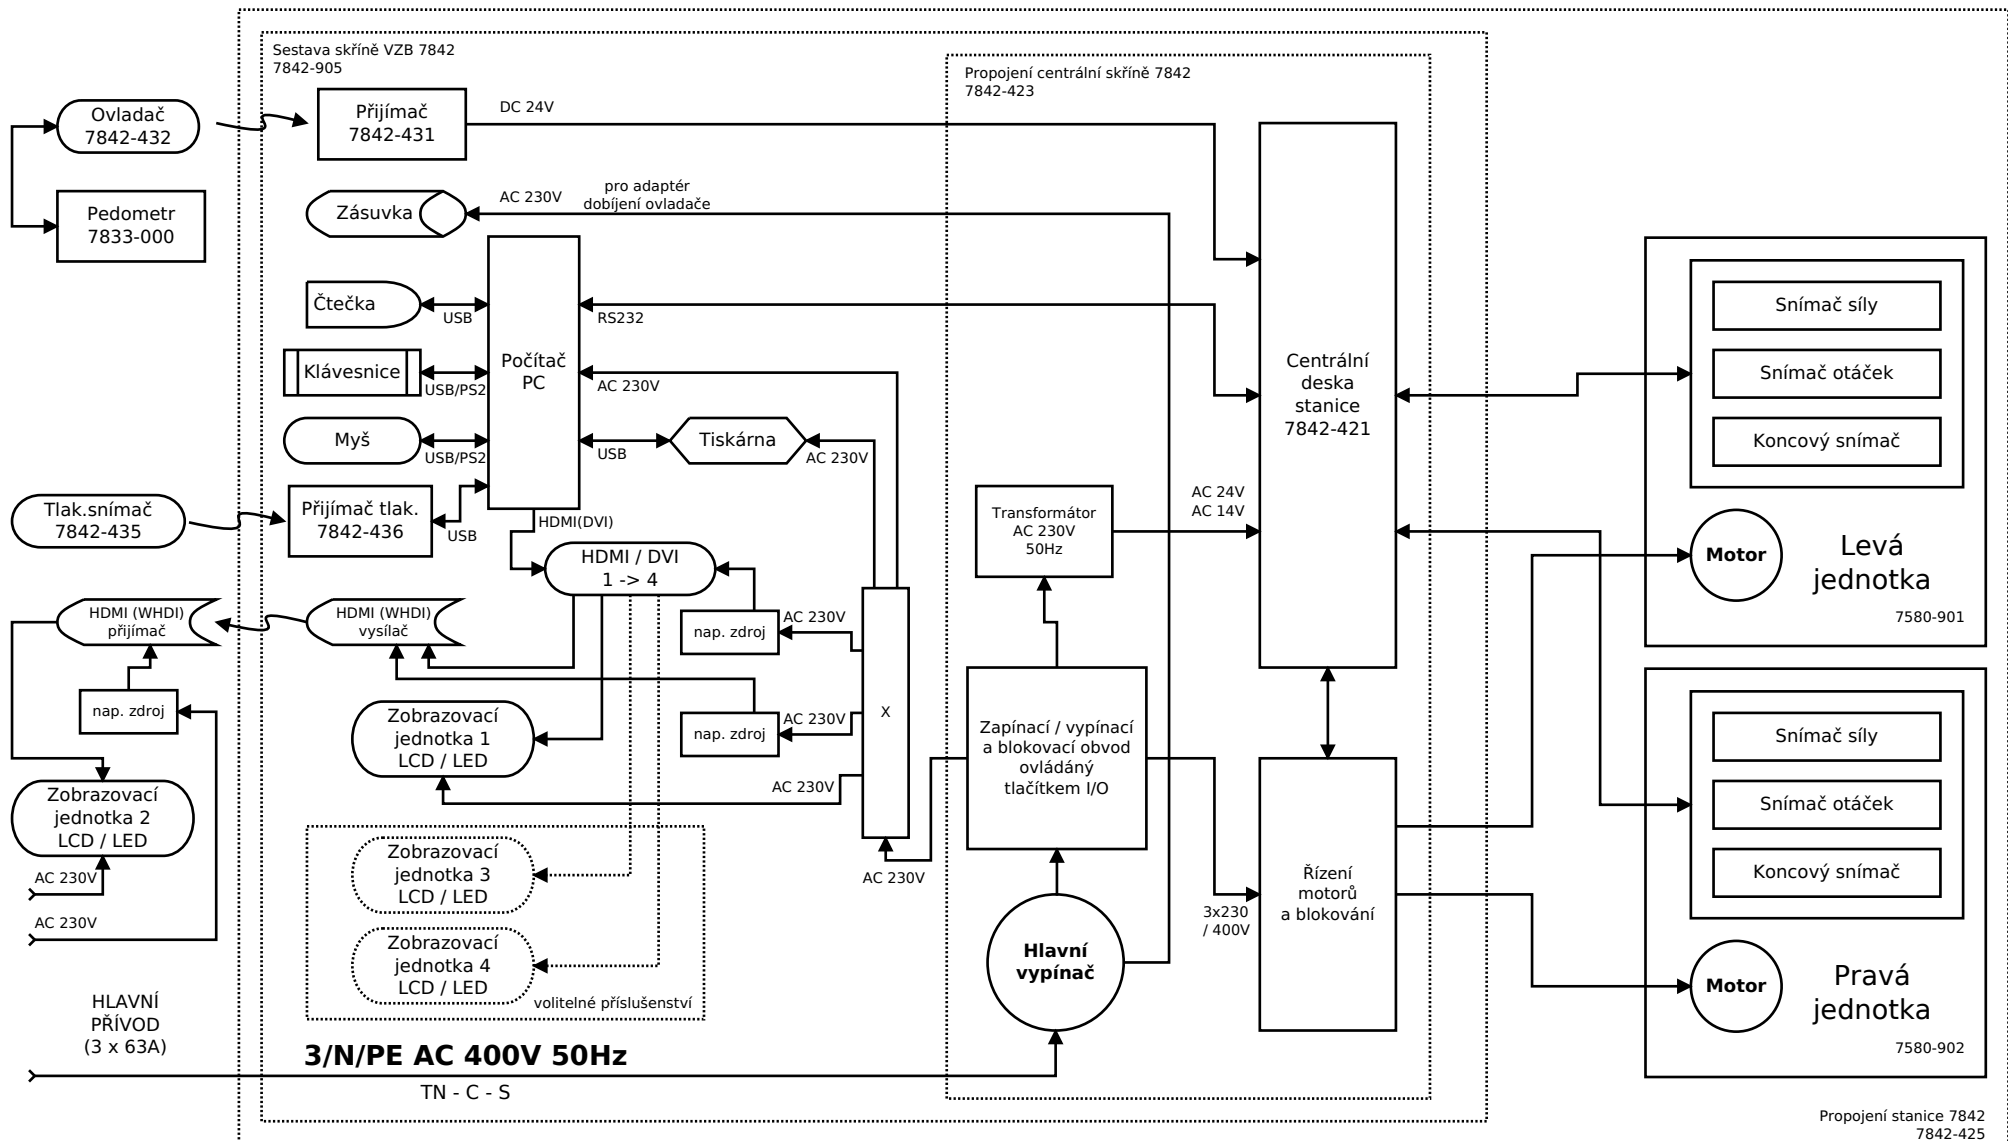 Sestava skříně VZB 7842
7842-905
Propojení centrální skříně 7842
7842-423
Ovladač
7842-432
Přijímač
7842-431
DC 24V
Pedometr
7833-000
Zásuvka
AC 230V
pro adaptér
dobíjení ovladače
Čtečka
USB
RS232
Klávesnice
USB/PS2
Počítač
PC
AC 230V
Myš
USB/PS2
USB
Tiskárna
AC 230V
Centrální
deska
stanice
7842-421
Snímač síly
Snímač otáček
Koncový snímač
Motor
Levá
jednotka
7580-901
Tlak.snímač
7842-435
Přijímač tlak.
7842-436
USB
HDMI(DVI)
HDMI / DVI
1 -> 4
Transformátor
AC 230V
50Hz
AC 24V
AC 14V
HDMI (WHDI)
přijímač
HDMI (WHDI)
vysílač
nap. zdroj
AC 230V
nap. zdroj
nap. zdroj
AC 230V
X
Zobrazovací
jednotka 1
LCD / LED
AC 230V
Zapínací / vypínací
a blokovací obvod
ovládáný
tlačítkem I/O
Zobrazovací
jednotka 2
LCD / LED
AC 230V
AC 230V
Zobrazovací
jednotka 3
LCD / LED
Zobrazovací
jednotka 4
LCD / LED
volitelné příslušenství
AC 230V
3x230
/ 400V
Řízení
motorů
a blokování
Hlavní
vypínač
Snímač síly
Snímač otáček
Koncový snímač
Motor
Pravá
jednotka
7580-902
HLAVNÍ
PŘÍVOD
(3 x 63A)
3/N/PE AC 400V 50Hz
TN - C - S
Propojení stanice 7842
7842-425